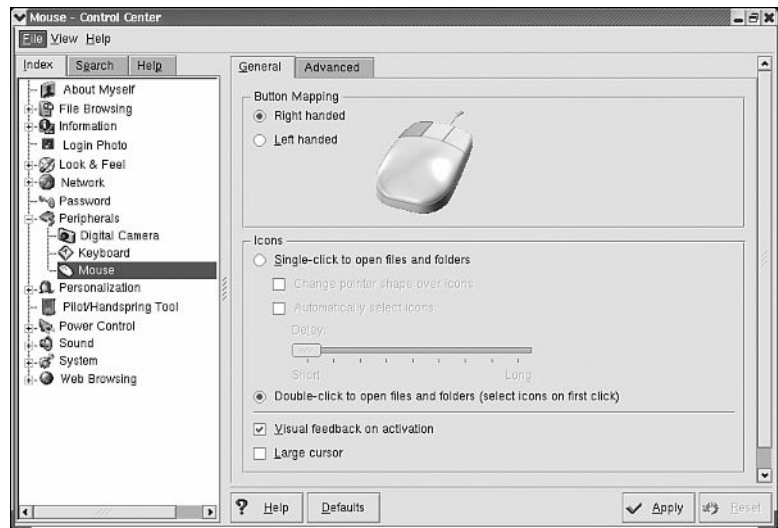 Mouse - Control Center
File View Help
Index Search Help
About Myself
File Browsing
Information
Login Photo
Look & Feel
Network
Password
Peripherals
Digital Camera
Keyboard
Mouse
Personalization
Pilot/Handspring Tool
Power Control
Sound
System
Web Browsing
General Advanced
Button Mapping
Right handed
Left handed
Icons
Single-click to open files and folders
Change pointer shape over icons
Automatically select icons
Delay:
Short Long
Double-click to open files and folders (select icons on first click)
Visual feedback on activation
Large cursor
? Help Defaults Apply Reset